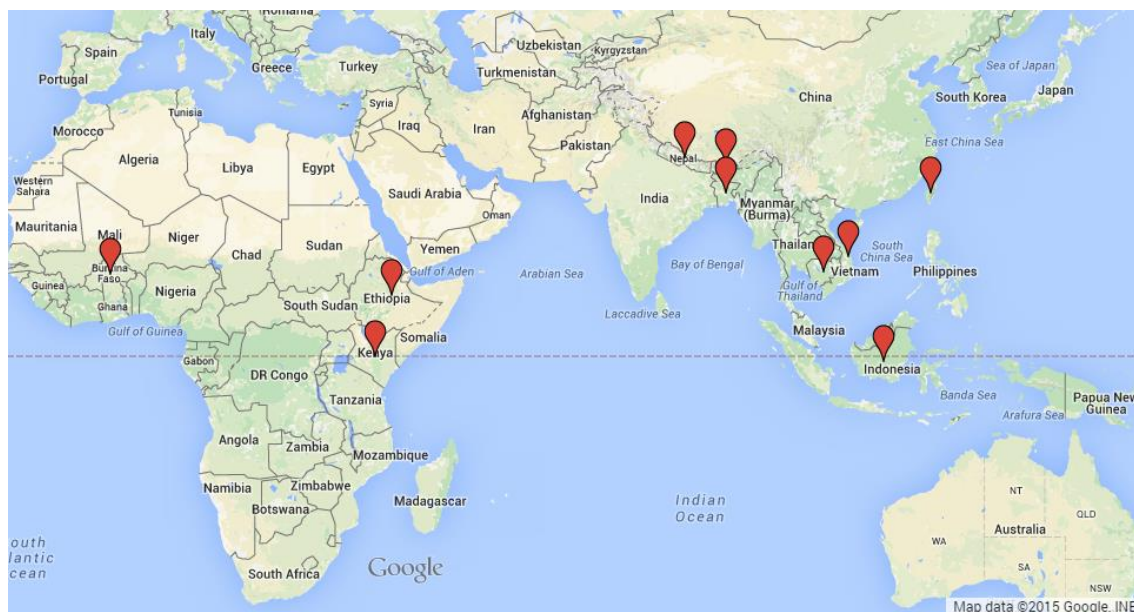 Romania
Italy
Spain
Portugal
Greece
Turkey
Uzbekistan
Kyrgyzstan
Turkmenistan
Sea of Japan
Japan
South Korea
China
Syria
Tunisia
Morocco
Iraq
Iran
Afghanistan
Pakistan
East China Sea
Algeria
Libya
Egypt
Nepal
Western
Sahara
Saudi Arabia
India
Myanmar
(Burma)
Oman
Mauritania
Mali
Niger
Chad
Sudan
Yemen
Thailand
South
China Sea
Burkina
Faso
Gulf of Aden
Arabian Sea
Bay of Bengal
Vietnam
Philippines
Guinea
Nigeria
Ethiopia
South Sudan
Gulf of
Thailand
Ghana
Laccadive Sea
Gulf of Guinea
Somalia
Malaysia
Gabon
Kenya
Indonesia
DR Congo
Tanzania
Banda Sea
Papua New
Guinea
Arafura Sea
Angola
Zambia
Mozambique
Namibia
Zimbabwe
Botswana
Madagascar
Indian
Ocean
NT
QLD
Australia
WA
outh
lantic
cean
South Africa
Google
SA
NSW
Map data ©2015 Google, INE